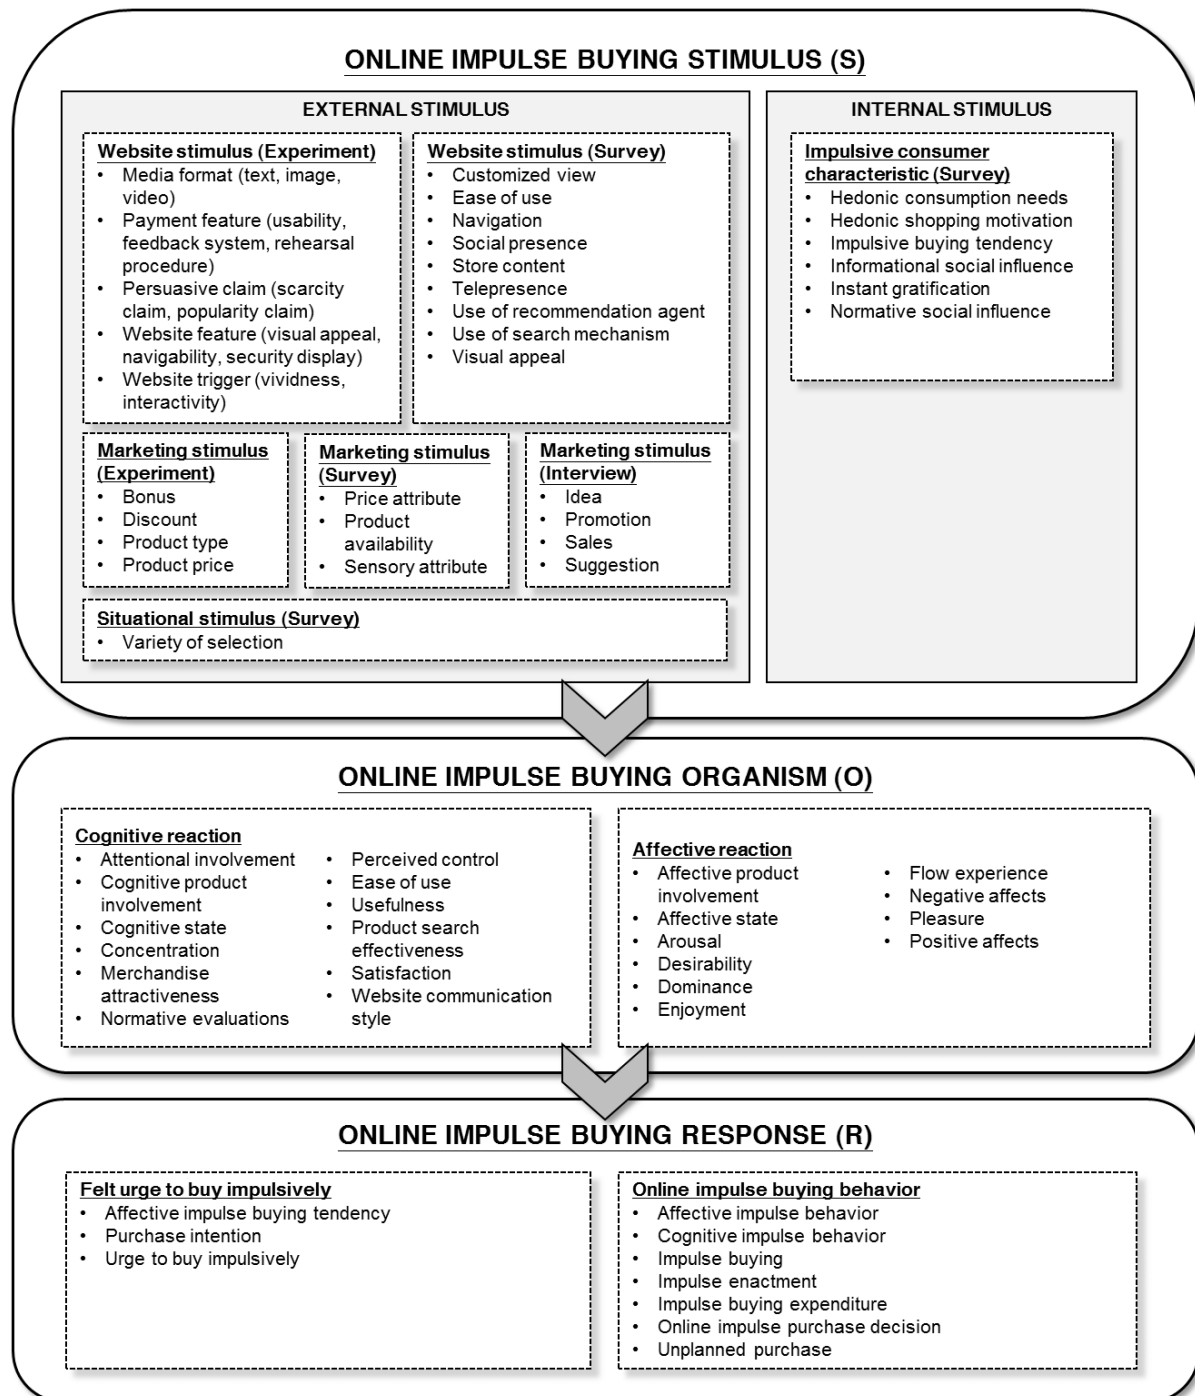 ONLINE IMPULSE BUYING STIMULUS (S)
EXTERNAL STIMULUS
Website stimulus (Experiment)
• Media format (text, image,
video)
• Payment feature (usability,
feedback system, rehearsal
procedure)
• Persuasive claim (scarcity
claim, popularity claim)
• Website feature (visual appeal,
navigability, security display)
• Website trigger (vividness,
interactivity)
Website stimulus (Survey)
• Customized view
• Ease of use
• Navigation
• Social presence
• Store content
• Telepresence
• Use of recommendation agent
• Use of search mechanism
• Visual appeal
Marketing stimulus
(Experiment)
• Bonus
• Discount
• Product type
• Product price
Marketing stimulus
(Survey)
• Price attribute
• Product
availability
• Sensory attribute
Marketing stimulus
(Interview)
• Idea
• Promotion
• Sales
• Suggestion
Situational stimulus (Survey)
• Variety of selection
INTERNAL STIMULUS
Impulsive consumer
characteristic (Survey)
• Hedonic consumption needs
• Hedonic shopping motivation
• Impulsive buying tendency
• Informational social influence
• Instant gratification
• Normative social influence
ONLINE IMPULSE BUYING ORGANISM (O)
Cognitive reaction
• Attentional involvement
• Cognitive product
involvement
• Cognitive state
• Concentration
• Merchandise
attractiveness
• Normative evaluations
• Perceived control
• Ease of use
• Usefulness
• Product search
effectiveness
• Satisfaction
• Website communication
style
Affective reaction
• Affective product
involvement
• Affective state
• Arousal
• Desirability
• Dominance
• Enjoyment
• Flow experience
• Negative affects
• Pleasure
• Positive affects
ONLINE IMPULSE BUYING RESPONSE (R)
Felt urge to buy impulsively
• Affective impulse buying tendency
• Purchase intention
• Urge to buy impulsively
Online impulse buying behavior
• Affective impulse behavior
• Cognitive impulse behavior
• Impulse buying
• Impulse enactment
• Impulse buying expenditure
• Online impulse purchase decision
• Unplanned purchase